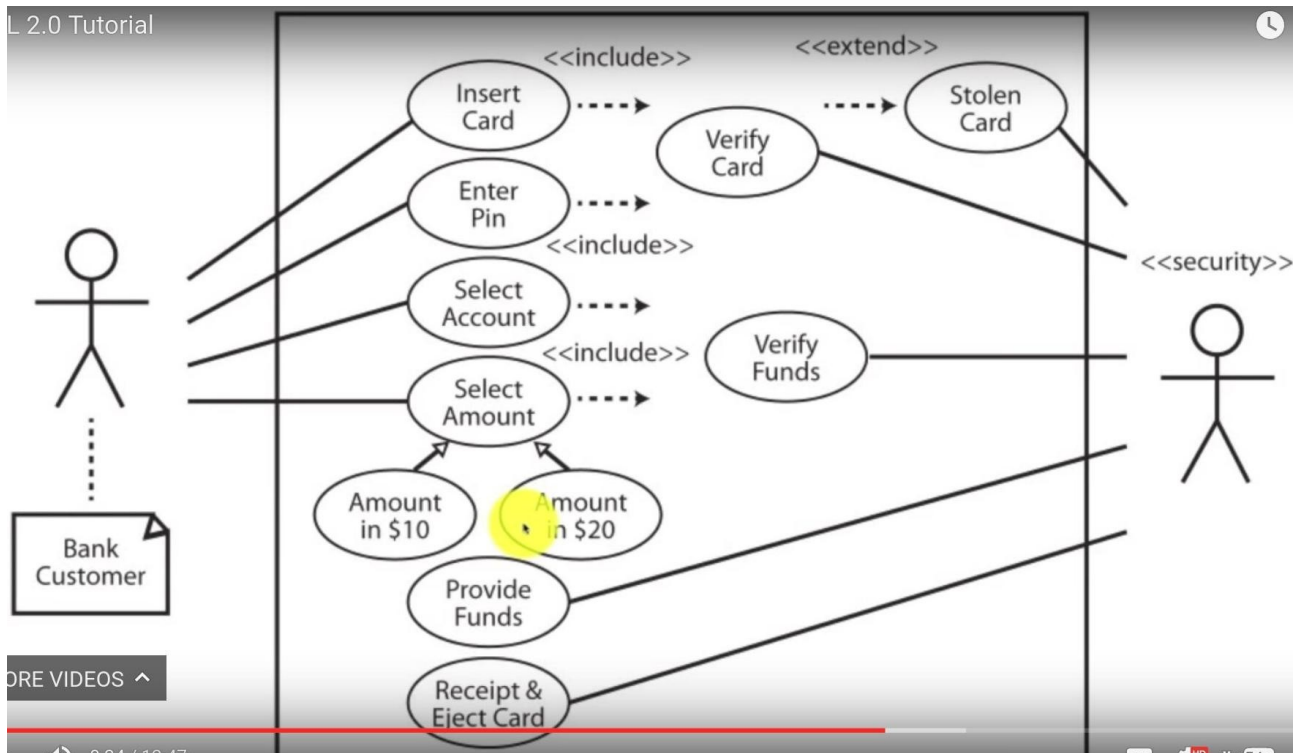 L 2.0 Tutorial
<<include>>
<<extend>>
Insert
Card
Stolen
Card
Verify
Card
Enter
Pin
<<include>>
<<security>>
Select
Account
<<include>>
Verify
Funds
Select
Amount
Amount
in $10
Amount
in $20
Bank
Customer
Provide
Funds
ORE VIDEOS
Receipt &
Eject Card